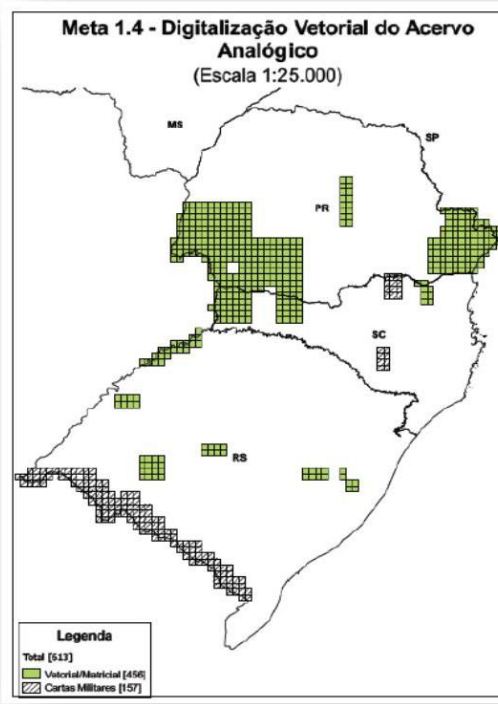 Meta 1.4 - Digitalização Vetorial do Acervo
Analógico
(Escala 1:25.000)
MS
SP
PR
SC
RS
Legenda
Total [613]
Vetorial/Matricial [456]
Cartas Militares [157]